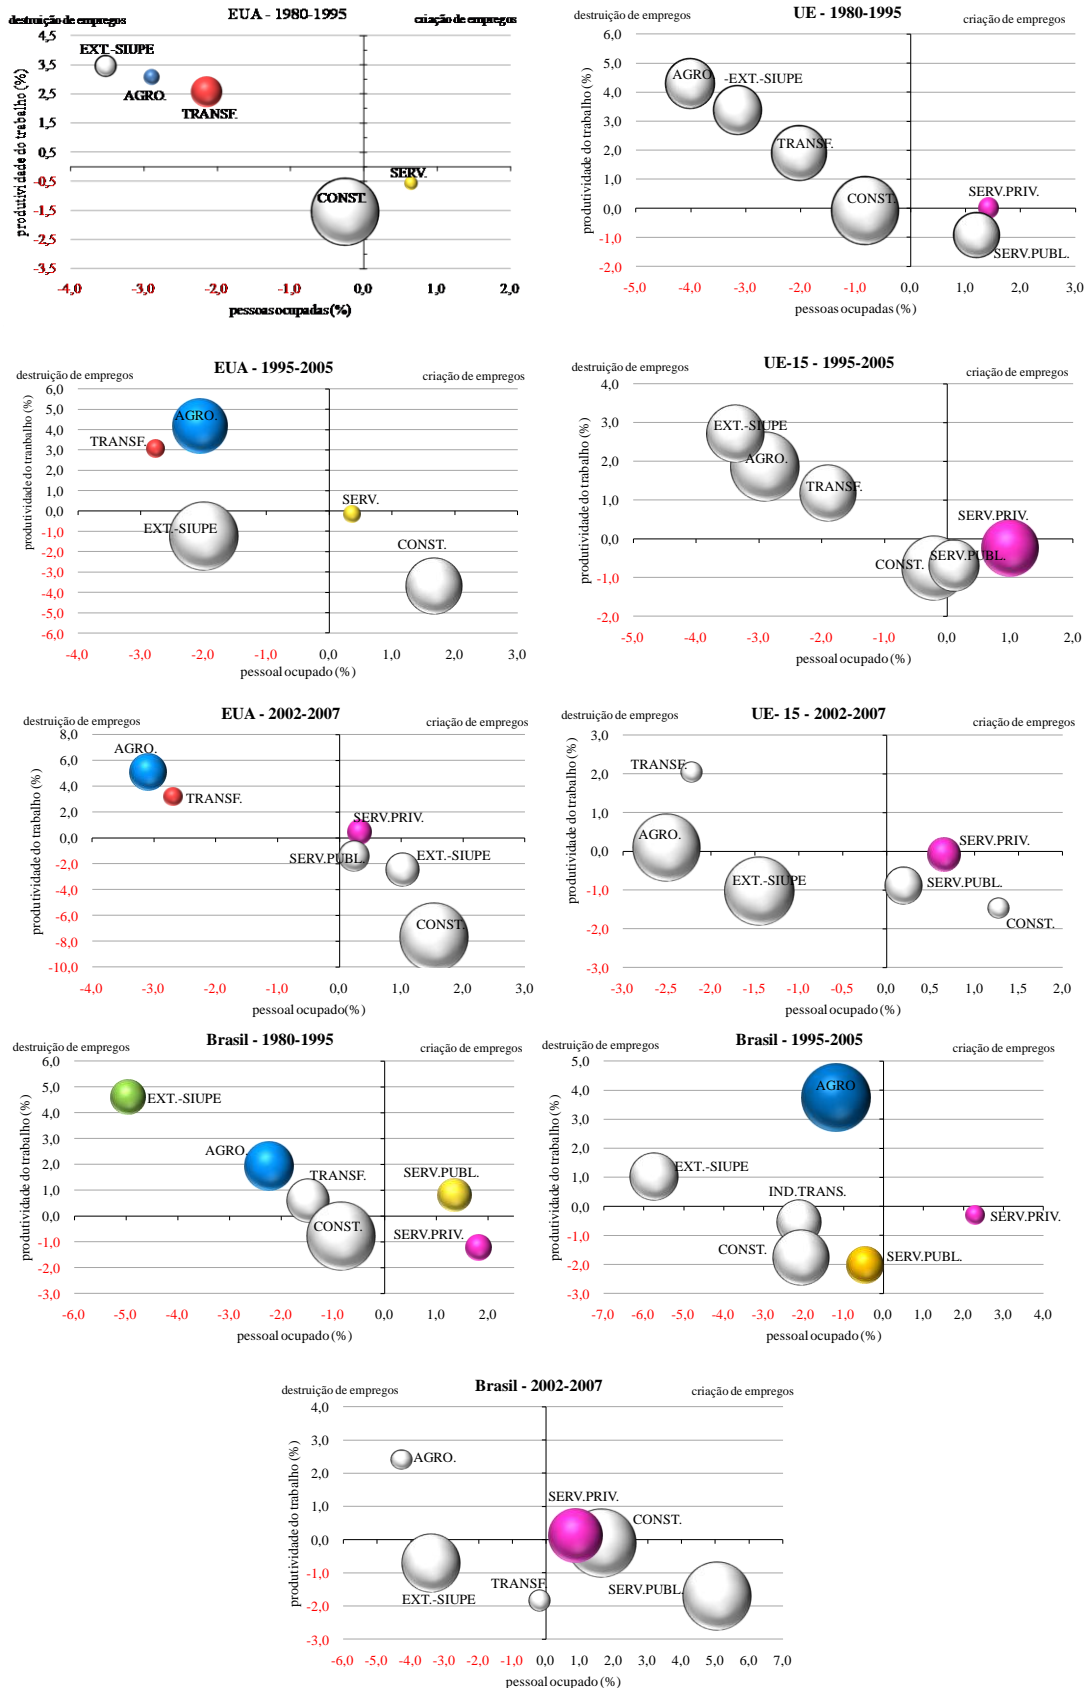 EUA - 1980-1995
destruição de empregos
criação de empregos
4,5
3,5
2,5
1,5
0,5
-0,5
-1,5
-2,5
-3,5
EXT.-SIUPE
AGRO.
TRANSF.
SERV.
CONST.
produtividade do trabalho (%)
-4,0 -3,0 -2,0 -1,0 0,0 1,0 2,0
pessoas ocupadas (%)
UE - 1980-1995
destruição de empregos
criação de empregos
6,0
5,0
4,0
3,0
2,0
1,0
0,0
-1,0
-2,0
AGRO
-EXT.-SIUPE
TRANSF.
CONST.
SERV.PRIV.
SERV.PUBL.
produtividade do trabalho (%)
-5,0 -4,0 -3,0 -2,0 -1,0 0,0 1,0 2,0 3,0
pessoas ocupadas (%)
EUA - 1995-2005
destruição de empregos
criação de empregos
6,0
5,0
4,0
3,0
2,0
1,0
0,0
-1,0
-2,0
-3,0
-4,0
-5,0
-6,0
AGRO.
TRANSF.
SERV.
EXT.-SIUPE
CONST.
produtividade do tranbalho (%)
-4,0 -3,0 -2,0 -1,0 0,0 1,0 2,0 3,0
pessoal ocupado (%)
UE-15 - 1995-2005
destruição de empregos
criação de empregos
4,0
3,0
2,0
1,0
0,0
-1,0
-2,0
EXT.-SIUPE
AGRO.
TRANSF.
SERV.PRIV.
SERV.PUBL.
CONST.
produtividade do trabalho (%)
-5,0 -4,0 -3,0 -2,0 -1,0 0,0 1,0 2,0
pessoal ocupado (%)
EUA - 2002-2007
destruição de empregos
criação de empregos
8,0
6,0
4,0
2,0
0,0
-2,0
-4,0
-6,0
-8,0
-10,0
AGRO.
TRANSF.
SERV.PRIV.
SERV.PUBL.
EXT.-SIUPE
CONST.
produtividade do trabalho (%)
-4,0 -3,0 -2,0 -1,0 0,0 1,0 2,0 3,0
pessoal ocupado(%)
UE- 15 - 2002-2007
destruição de empregos
criação de empregos
3,0
2,0
1,0
0,0
-1,0
-2,0
-3,0
TRANSF.
AGRO.
SERV.PRIV.
EXT.-SIUPE
SERV.PUBL.
CONST.
produtividade do trabalho (%)
-3,0 -2,5 -2,0 -1,5 -1,0 -0,5 0,0 0,5 1,0 1,5 2,0
pessoal ocupado (%)
Brasil - 1980-1995
destruição de empregos
criação de empregos
6,0
5,0
4,0
3,0
2,0
1,0
0,0
-1,0
-2,0
-3,0
EXT.-SIUPE
AGRO.
TRANSF.
SERV.PUBL.
CONST.
SERV.PRIV.
produtividade do trabalho (%)
-6,0 -5,0 -4,0 -3,0 -2,0 -1,0 0,0 1,0 2,0
pessoal ocupado (%)
Brasil - 1995-2005
destruição de empregos
criação de empregos
5,0
4,0
3,0
2,0
1,0
0,0
-1,0
-2,0
-3,0
AGRO
EXT.-SIUPE
IND.TRANS.
SERV.PRIV.
CONST.
SERV.PUBL.
produtividade do trabalho (%)
-7,0 -6,0 -5,0 -4,0 -3,0 -2,0 -1,0 0,0 1,0 2,0 3,0 4,0
pessoal ocupado (%)
Brasil - 2002-2007
destruição de empregos
criação de empregos
4,0
3,0
2,0
1,0
0,0
-1,0
-2,0
-3,0
AGRO.
SERV.PRIV.
CONST.
TRANSF.
SERV.PUBL.
EXT.-SIUPE
produtividade do trabalho (%)
-6,0 -5,0 -4,0 -3,0 -2,0 -1,0 0,0 1,0 2,0 3,0 4,0 5,0 6,0 7,0
pessoal ocupado (%)